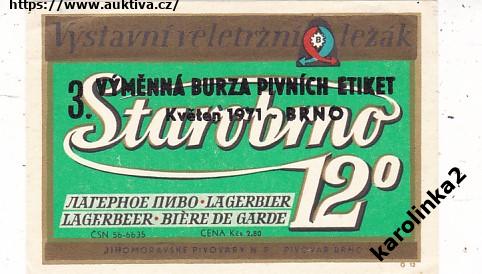 https://www.auktiva.cz/
Výstavní veletržní ležák
B
3. VÝMĚNNÁ BURZA PIVNÍCH ETIKET
Květen 1971 - BRNO
Starobrno
12°
ЛАГЕРНОЕ ПИВО • LAGERBIER
LAGERBEER • BIÈRE DE GARDE
ČSN 56-6635 CENA Kčs 2,80
JIHOMORAVSKÉ PIVOVARY N. P. PIVOVAR BRNO
G 12
karolinka2